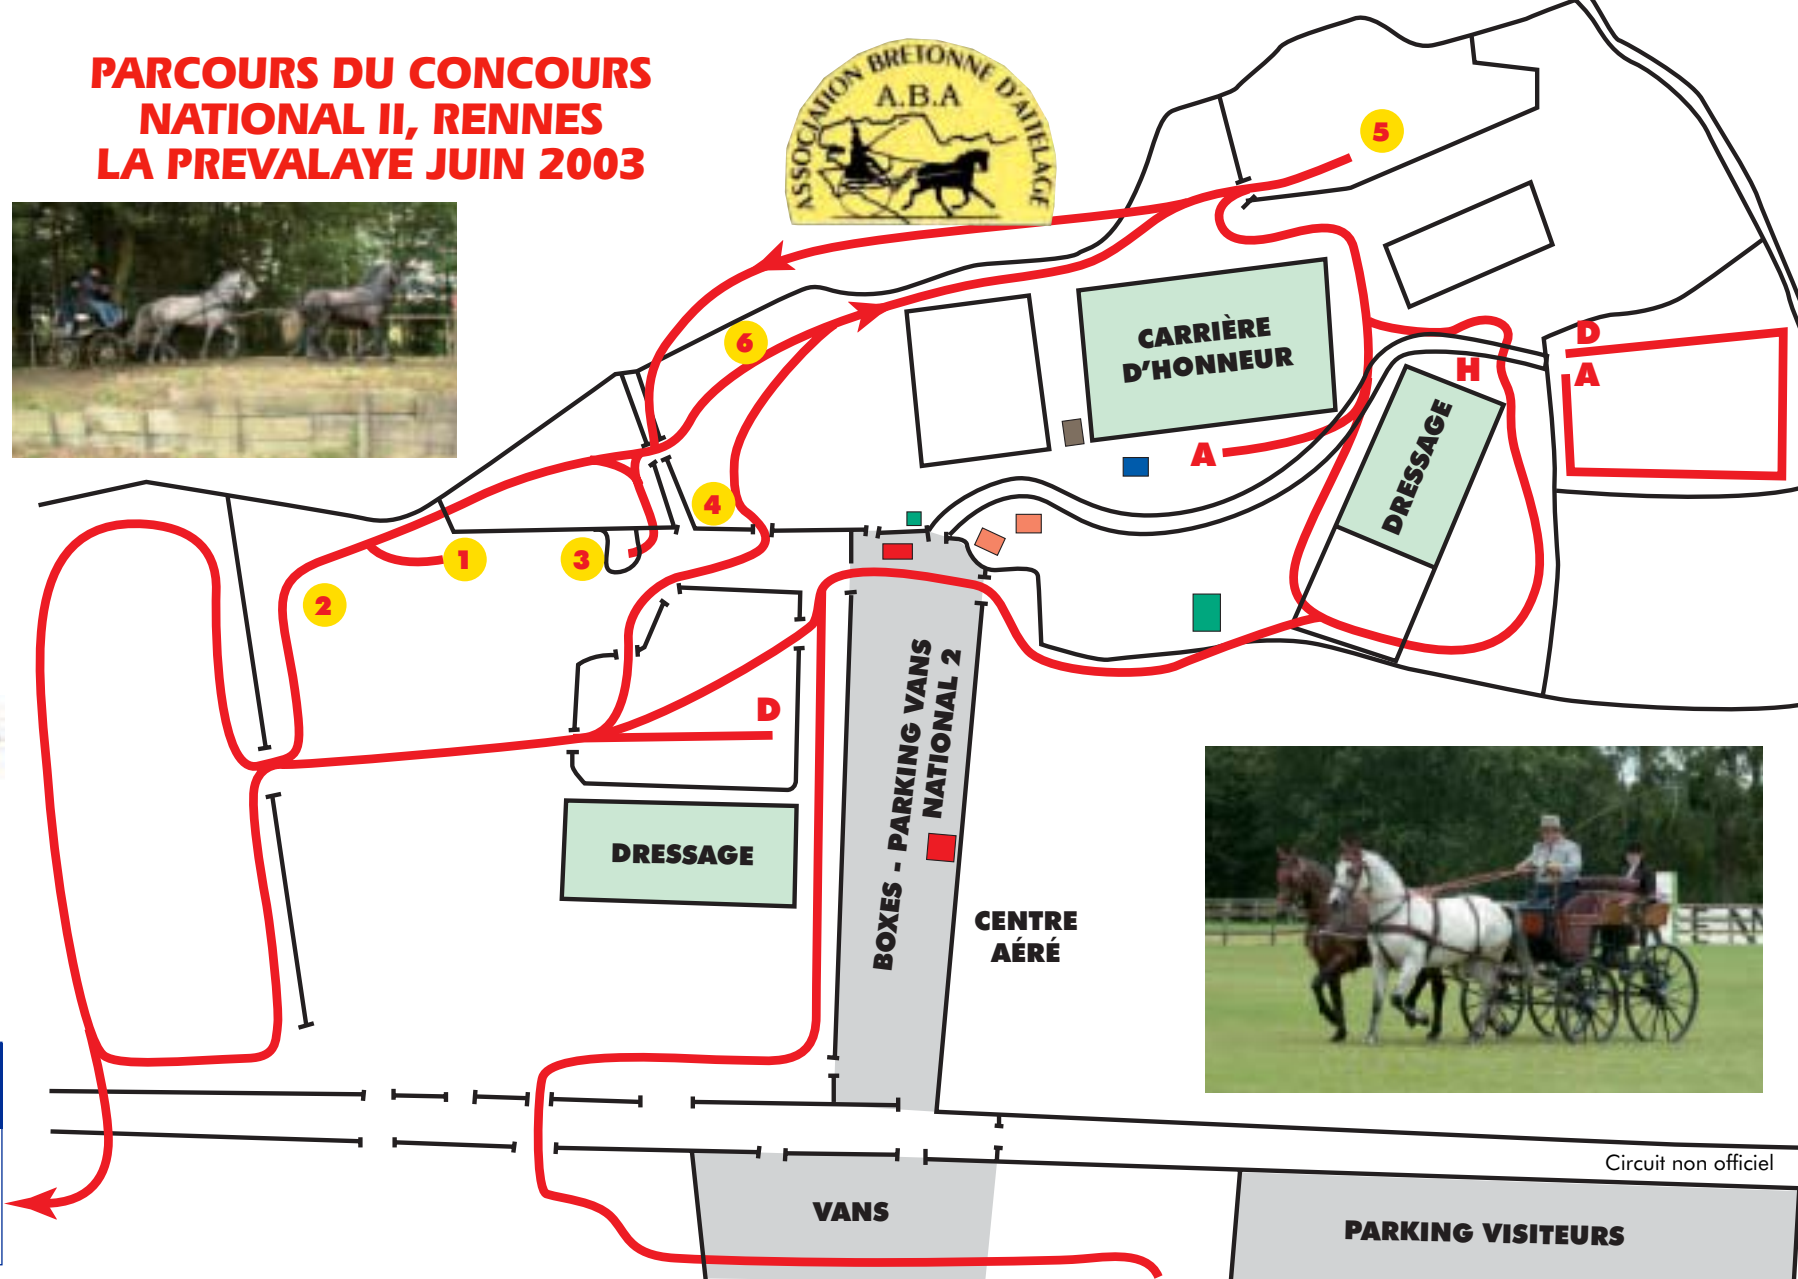 PARCOURS DU CONCOURS
NATIONAL II, RENNES
LA PREVALAYE JUIN 2003
ASSOCIATION BRETONNE D'ATTELAGE
A.B.A
5
6
CARRIÈRE
D'HONNEUR
D
H
A
A
DRESSAGE
4
1
3
2
D
BOXES - PARKING VANS
NATIONAL 2
DRESSAGE
CENTRE
AÉRÉ
Circuit non officiel
VANS
PARKING VISITEURS